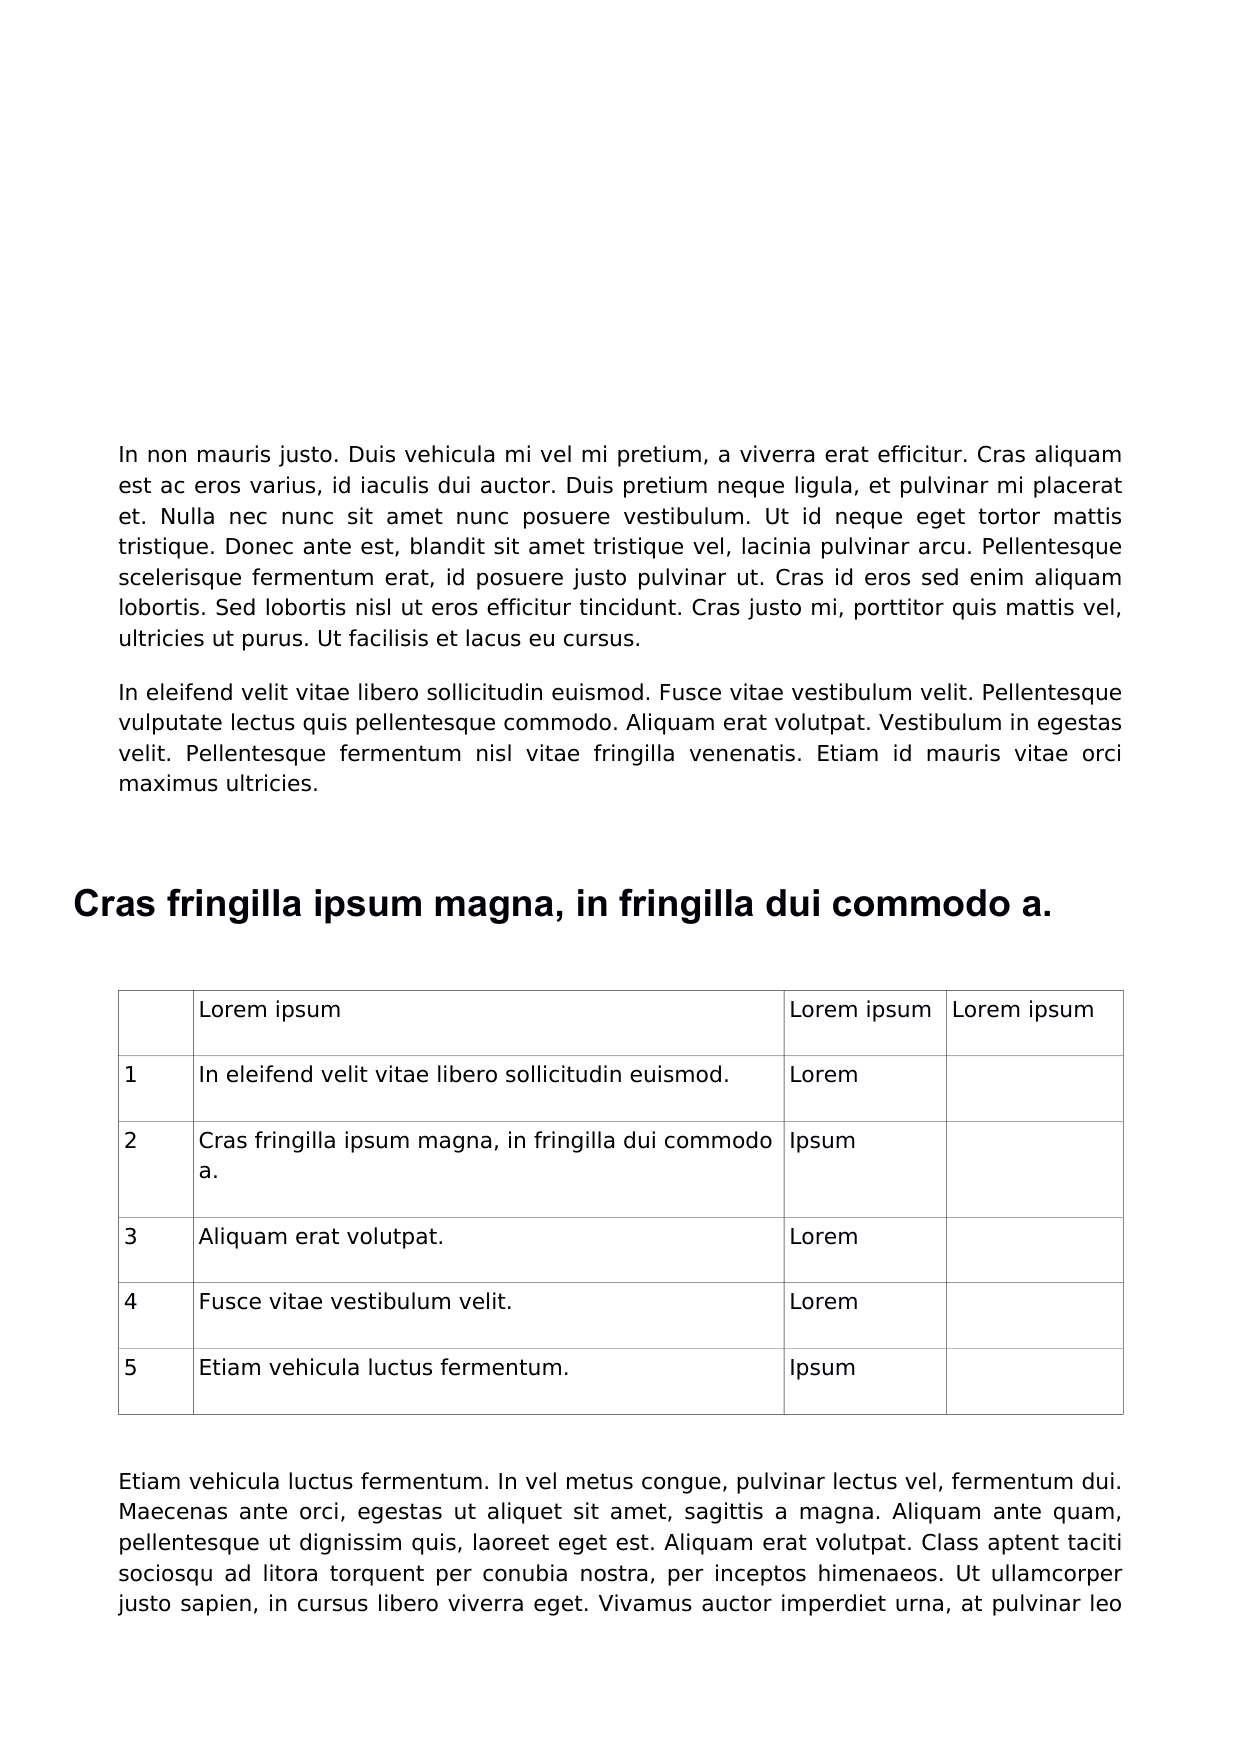 In non mauris justo. Duis vehicula mi vel mi pretium, a viverra erat efficitur. Cras aliquam
est ac eros varius, id iaculis dui auctor. Duis pretium neque ligula, et pulvinar mi placerat
et. Nulla nec nunc sit amet nunc posuere vestibulum. Ut id neque eget tortor mattis
tristique. Donec ante est, blandit sit amet tristique vel, lacinia pulvinar arcu. Pellentesque
scelerisque fermentum erat, id posuere justo pulvinar ut. Cras id eros sed enim aliquam
lobortis. Sed lobortis nisl ut eros efficitur tincidunt. Cras justo mi, porttitor quis mattis vel,
ultricies ut purus. Ut facilisis et lacus eu cursus.
In eleifend velit vitae libero sollicitudin euismod. Fusce vitae vestibulum velit. Pellentesque
vulputate lectus quis pellentesque commodo. Aliquam erat volutpat. Vestibulum in egestas
velit. Pellentesque fermentum nisl vitae fringilla venenatis. Etiam id mauris vitae orci
maximus ultricies.
Cras fringilla ipsum magna, in fringilla dui commodo a.
Lorem ipsum Lorem ipsum Lorem ipsum
1 In eleifend velit vitae libero sollicitudin euismod. Lorem
2 Cras fringilla ipsum magna, in fringilla dui commodo Ipsum
a.
3 Aliquam erat volutpat. Lorem
4 Fusce vitae vestibulum velit. Lorem
5 Etiam vehicula luctus fermentum. Ipsum
Etiam vehicula luctus fermentum. In vel metus congue, pulvinar lectus vel, fermentum dui.
Maecenas ante orci, egestas ut aliquet sit amet, sagittis a magna. Aliquam ante quam,
pellentesque ut dignissim quis, laoreet eget est. Aliquam erat volutpat. Class aptent taciti
sociosqu ad litora torquent per conubia nostra, per inceptos himenaeos. Ut ullamcorper
justo sapien, in cursus libero viverra eget. Vivamus auctor imperdiet urna, at pulvinar leo